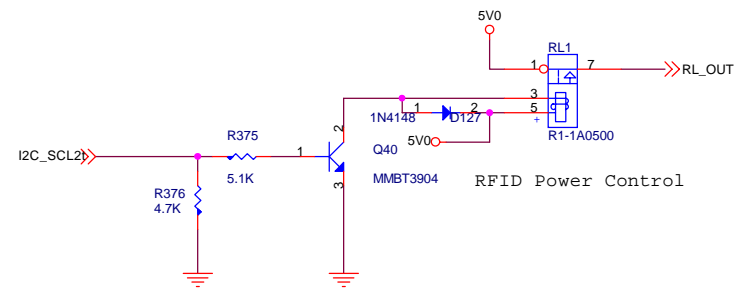 5V0
RL1
1
7
RL_OUT
3
1
2
5
+
1N4148
D127
R1-1A0500
R375
2
Q40
5V0
I2C_SCL2
1
5.1K
MMBT3904
RFID Power Control
R376
4.7K
3